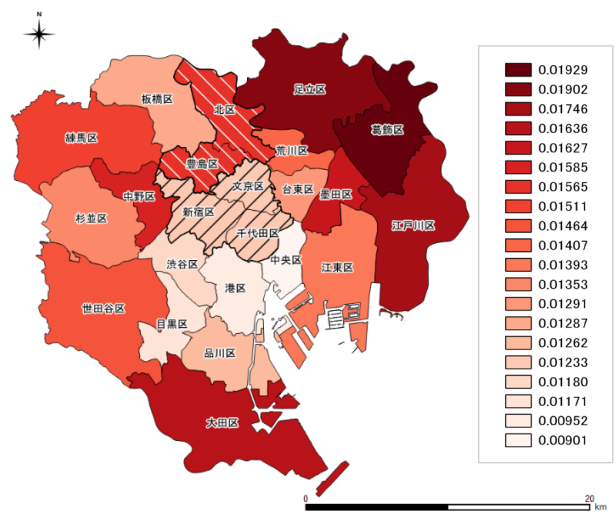 N
足立区
北区
板橋区
葛飾区
練馬区
荒川区
豊島区
文京区
台東区
墨田区
中野区
新宿区
杉並区
江戸川区
千代田区
中央区
渋谷区
江東区
港区
世田谷区
目黒区
品川区
大田区
0.01929
0.01902
0.01746
0.01636
0.01627
0.01585
0.01565
0.01511
0.01464
0.01407
0.01393
0.01353
0.01291
0.01287
0.01262
0.01233
0.01180
0.01171
0.00952
0.00901
0 20
km